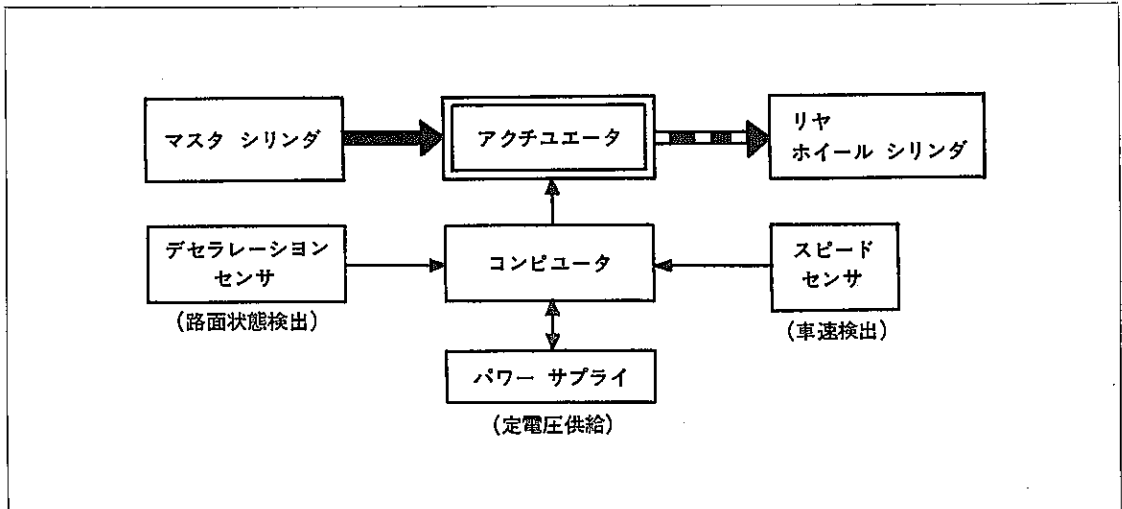 マスタ シリンダ
アクチユエータ
リヤ
ホイール シリンダ
デセラレーシヨン
センサ
(路面状態検出)
コンピユータ
スピード
センサ
(車速検出)
パワー サプライ
(定電圧供給)